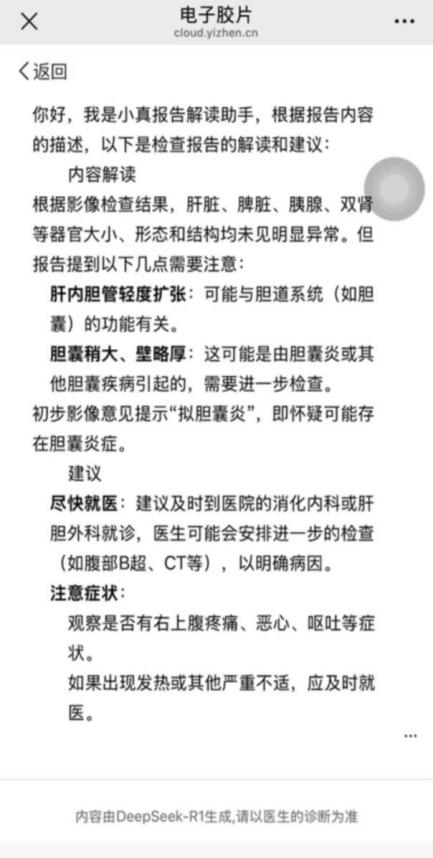 电子胶片
cloud.yizhen.cn
返回
你好，我是小真报告解读助手，根据报告内容
的描述，以下是检查报告的解读和建议：
内容解读
根据影像检查结果，肝脏、脾脏、胰腺、双肾
等器官大小、形态和结构均未见明显异常。但
报告提到以下几点需要注意：
肝内胆管轻度扩张：可能与胆道系统（如胆
囊）的功能有关。
胆囊稍大、壁略厚：这可能是由胆囊炎或其
他胆囊疾病引起的，需要进一步检查。
初步影像意见提示“拟胆囊炎”，即怀疑可能存
在胆囊炎症。
建议
尽快就医：建议及时到医院的消化内科或肝
胆外科就诊，医生可能会安排进一步的检查
（如腹部B超、CT等），以明确病因。
注意症状：
观察是否有右上腹疼痛、恶心、呕吐等症
状。
如果出现发热或其他严重不适，应及时就
医。
内容由DeepSeek-R1生成,请以医生的诊断为准